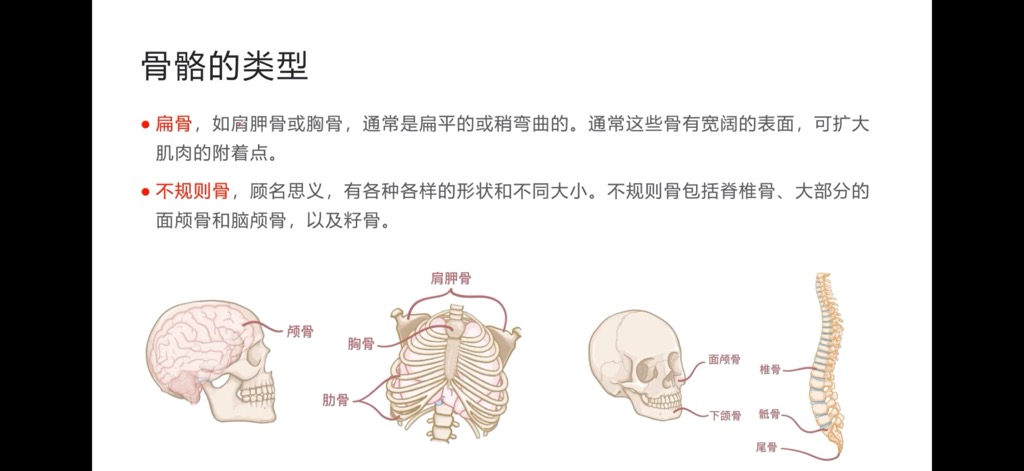 骨骼的类型
● 扁骨，如肩胛骨或胸骨，通常是扁平的或稍弯曲的。通常这些骨有宽阔的表面，可扩大
肌肉的附着点。
● 不规则骨，顾名思义，有各种各样的形状和不同大小。不规则骨包括脊椎骨、大部分的
面颅骨和脑颅骨，以及籽骨。
肩胛骨
颅骨
胸骨
肋骨
面颅骨
下颌骨
椎骨
骶骨
尾骨